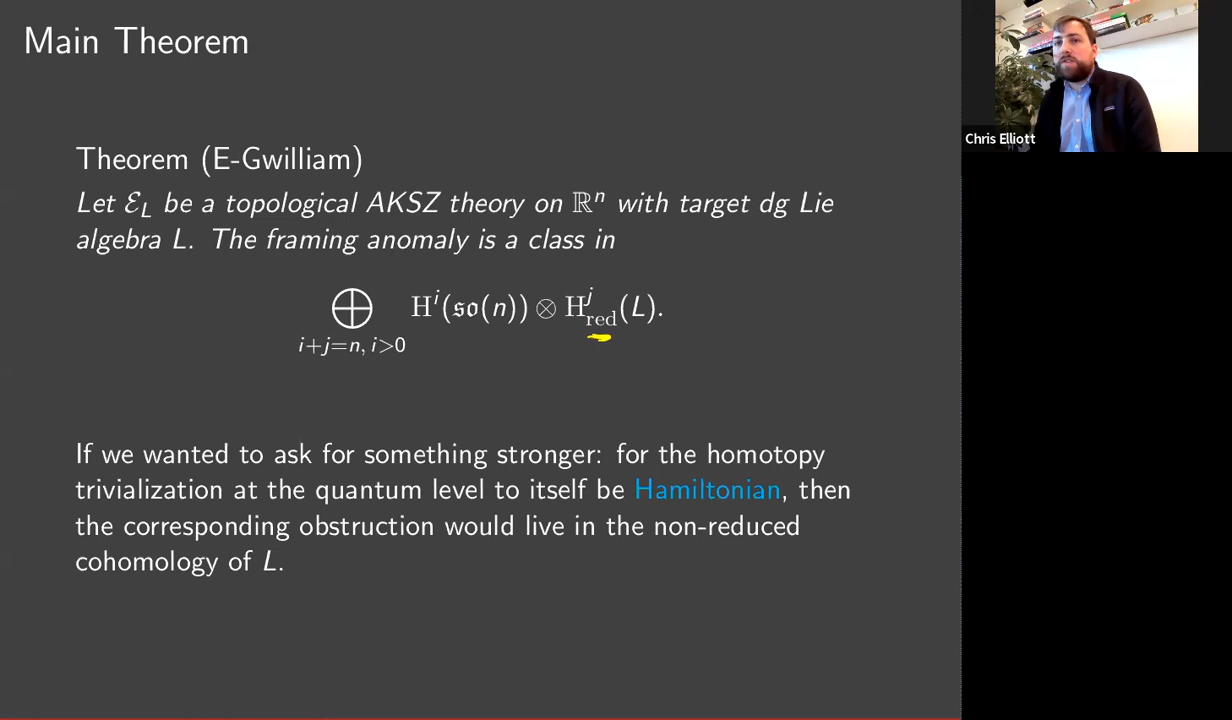 Main Theorem
Chris Elliott
Theorem (E-Gwilliam)
Let ℰ_L be a topological AKSZ theory on ℝⁿ with target dg Lie
algebra L. The framing anomaly is a class in
⨁_{i+j=n, i>0} Hⁱ(𝔰𝔬(n)) ⊗ H^j_red(L).
If we wanted to ask for something stronger: for the homotopy
trivialization at the quantum level to itself be Hamiltonian, then
the corresponding obstruction would live in the non-reduced
cohomology of L.